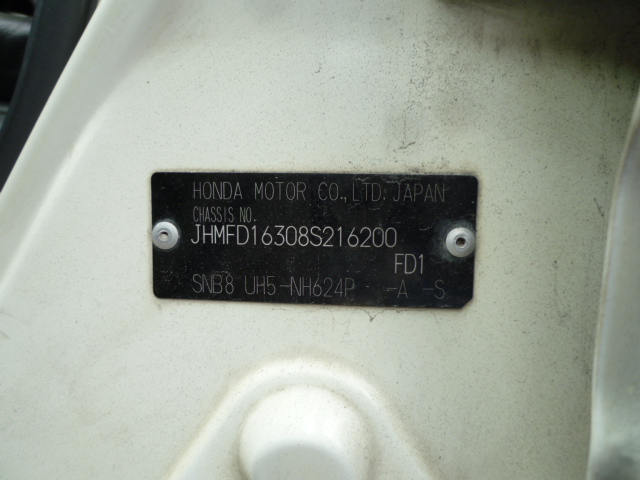 HONDA MOTOR CO.,LTD. JAPAN
CHASSIS NO.
JHMFD16308S216200
FD1
SNB8 UH5-NH624P -A -S